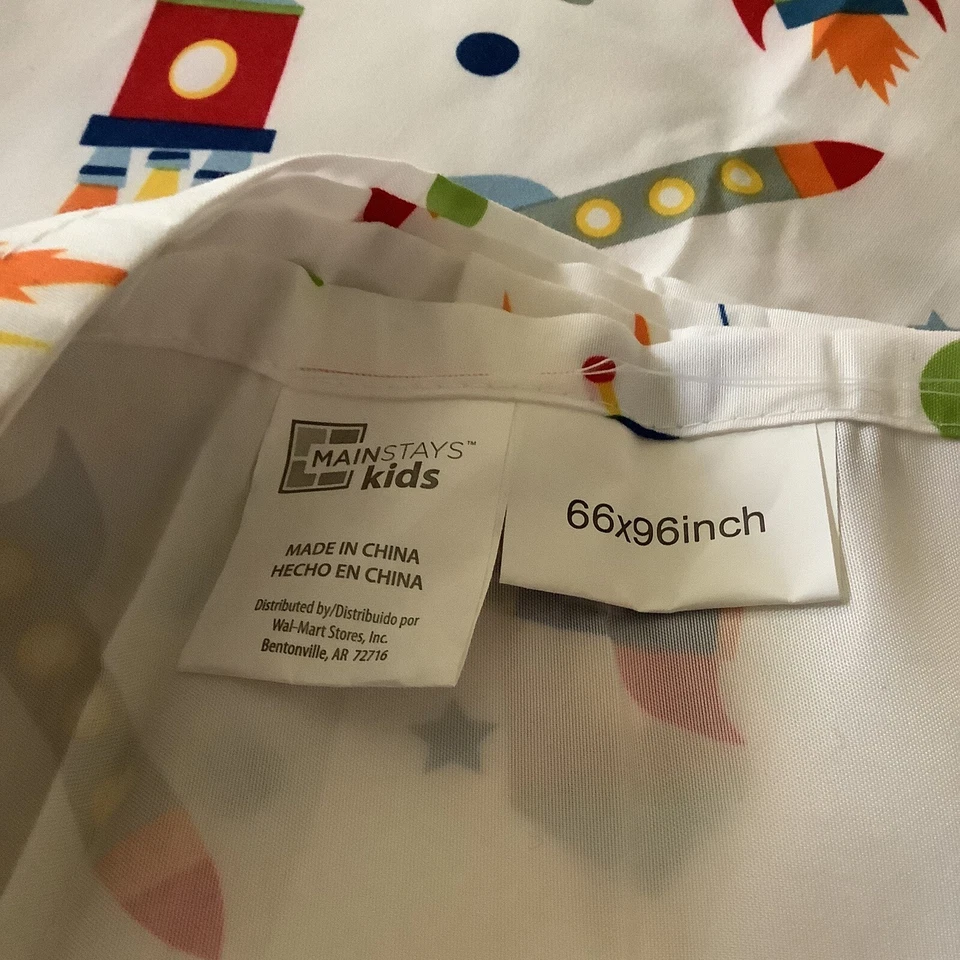 MAINSTAYS™
kids
MADE IN CHINA
HECHO EN CHINA
Distributed by/Distribuido por
Wal-Mart Stores, Inc.
Bentonville, AR 72716
66x96inch